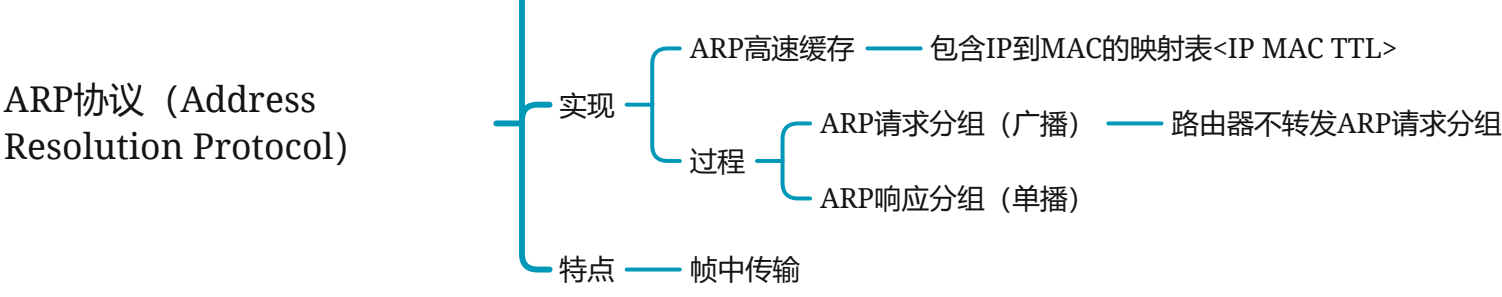 ARP协议（Address
Resolution Protocol）
实现
ARP高速缓存
包含IP到MAC的映射表<IP MAC TTL>
过程
ARP请求分组（广播）
路由器不转发ARP请求分组
ARP响应分组（单播）
特点
帧中传输